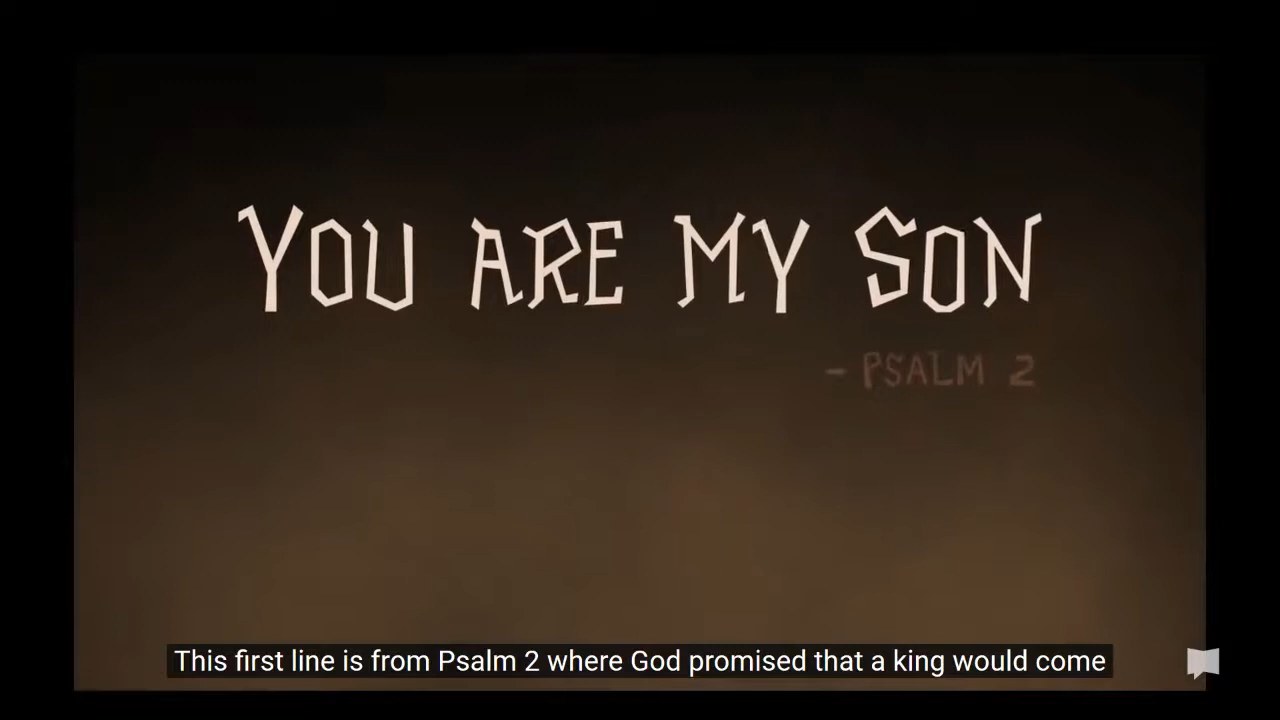 YOU ARE MY SON
- PSALM 2
This first line is from Psalm 2 where God promised that a king would come